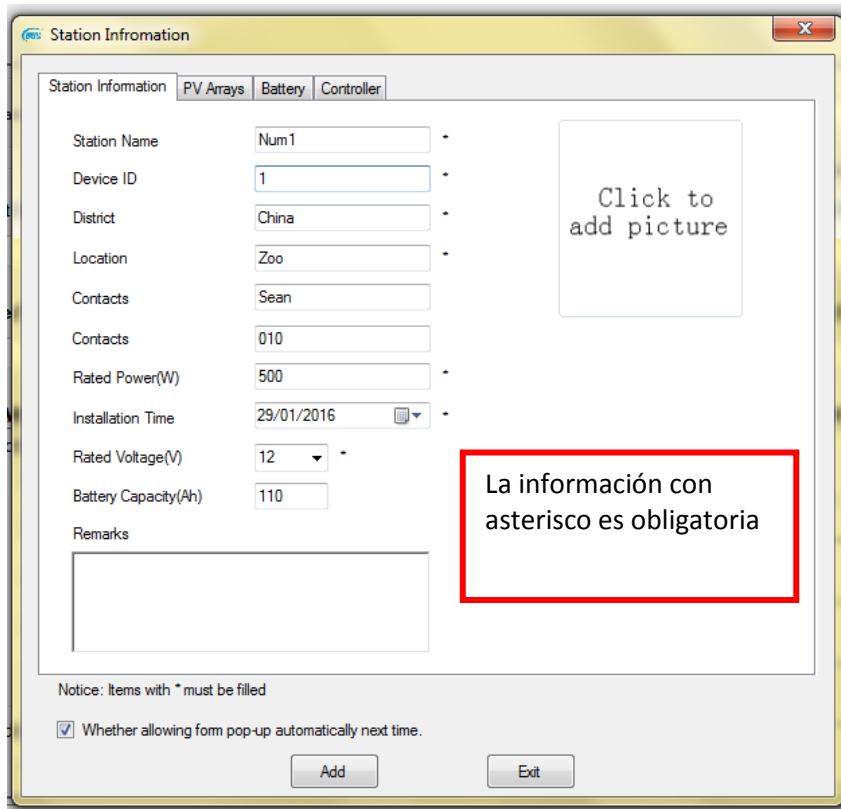 Station Infromation
Station Information PV Arrays Battery Controller
Station Name Num1 *
Device ID 1 *
District China *
Location Zoo *
Contacts Sean
Contacts 010
Rated Power(W) 500 *
Installation Time 29/01/2016 *
Rated Voltage(V) 12 *
Battery Capacity(Ah) 110
Remarks
Click to
add picture
La información con
asterisco es obligatoria
Notice: Items with * must be filled
Whether allowing form pop-up automatically next time.
Add Exit